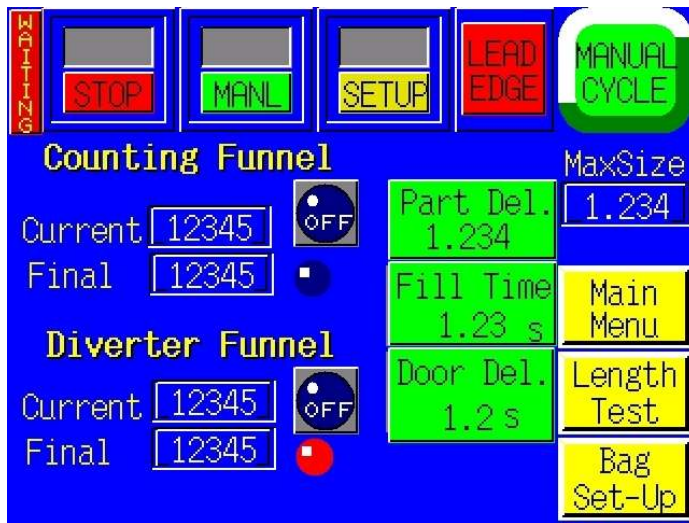 WAITING
STOP
MANL
SETUP
LEAD
EDGE
MANUAL
CYCLE
Counting Funnel
MaxSize
1.234
Current 12345
OFF
Final 12345
Part Del.
1.234
Fill Time
1.23 s
Main
Menu
Diverter Funnel
Current 12345
OFF
Final 12345
Door Del.
1.2 s
Length
Test
Bag
Set-Up